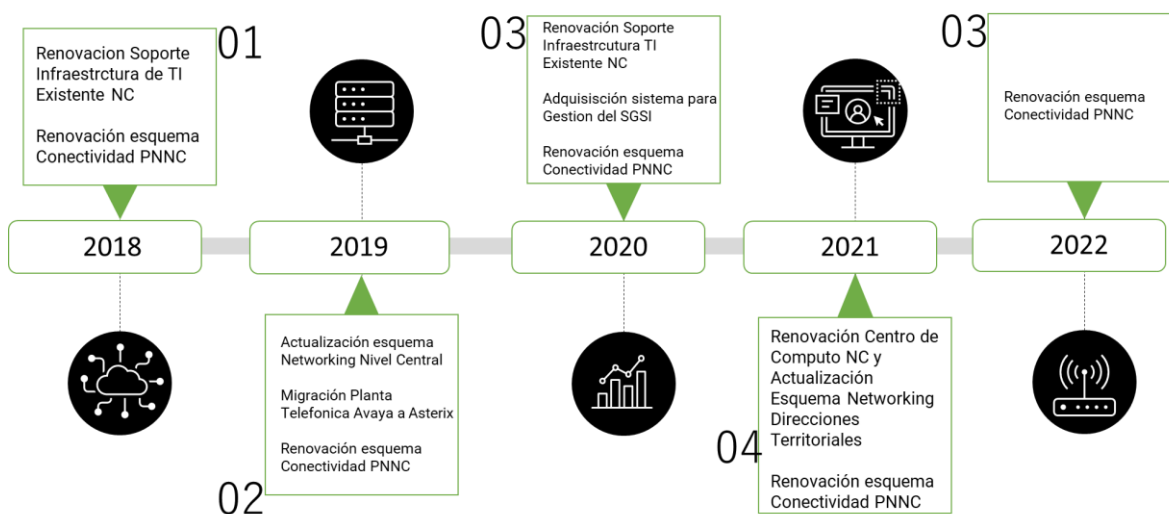 01
Renovacion Soporte
Infraestrctura de TI
Existente NC
Renovación esquema
Conectividad PNNC
03
Renovación Soporte
Infraestrcutura TI
Existente NC
Adquisisción sistema para
Gestion del SGSI
Renovación esquema
Conectividad PNNC
03
Renovación esquema
Conectividad PNNC
2018
2019
2020
2021
2022
Actualización esquema
Networking Nivel Central
Migración Planta
Telefonica Avaya a Asterix
Renovación esquema
Conectividad PNNC
02
Renovación Centro de
Computo NC y
Actualización
Esquema Networking
Direcciones
Territoriales
Renovación esquema
Conectividad PNNC
04